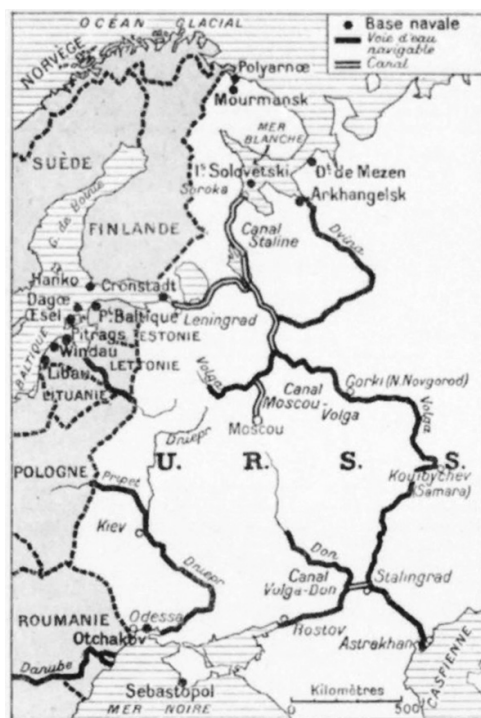 OCÉAN GLACIAL
Base navale
Voie d'eau
navigable
Canal
NORVÈGE
Polyarnœ
Mourmansk
MER
BLANCHE
SUÈDE
Is. Solovetski
Dt de Mezen
Soroka
Arkhangelsk
G. de Botnie
FINLANDE
Canal
Staline
Dvina
Hanko
Cronstadt
Dagœ
Pt. Baltique
Leningrad
Œsel
Pitrags
ESTONIE
BALTIQUE
Windau
LETTONIE
Libau
LITUANIE
Volga
Canal
Moscou-
Volga
Gorki (N. Novgorod)
Moscou
Volga
Dniepr
U. R. S. S.
POLOGNE
Pripet
Kouibychev
(Samara)
Kiev
Don
Dniepr
Canal
Volga-Don
Stalingrad
ROUMANIE
Odessa
Otchakov
Rostov
Astrakhan
Danube
CASPIENNE
Sebastopol
Kilomètres
0 500
MER NOIRE